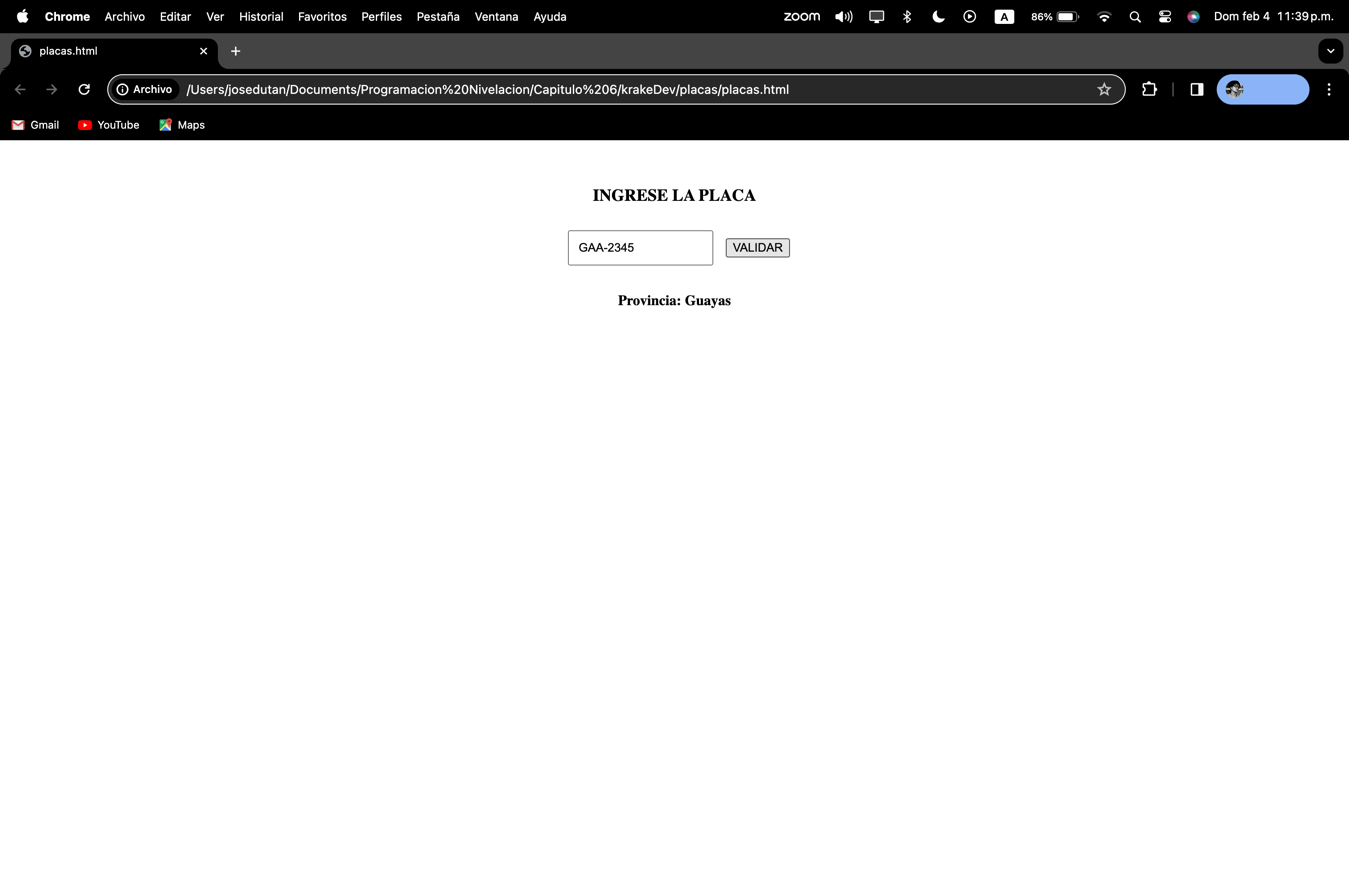 Chrome Archivo Editar Ver Historial Favoritos Perfiles Pestaña Ventana Ayuda zoom A 86% Dom feb 4 11:39 p.m.
placas.html
Archivo /Users/josedutan/Documents/Programacion%20Nivelacion/Capitulo%206/krakeDev/placas/placas.html
Gmail YouTube Maps
INGRESE LA PLACA
GAA-2345 VALIDAR
Provincia: Guayas